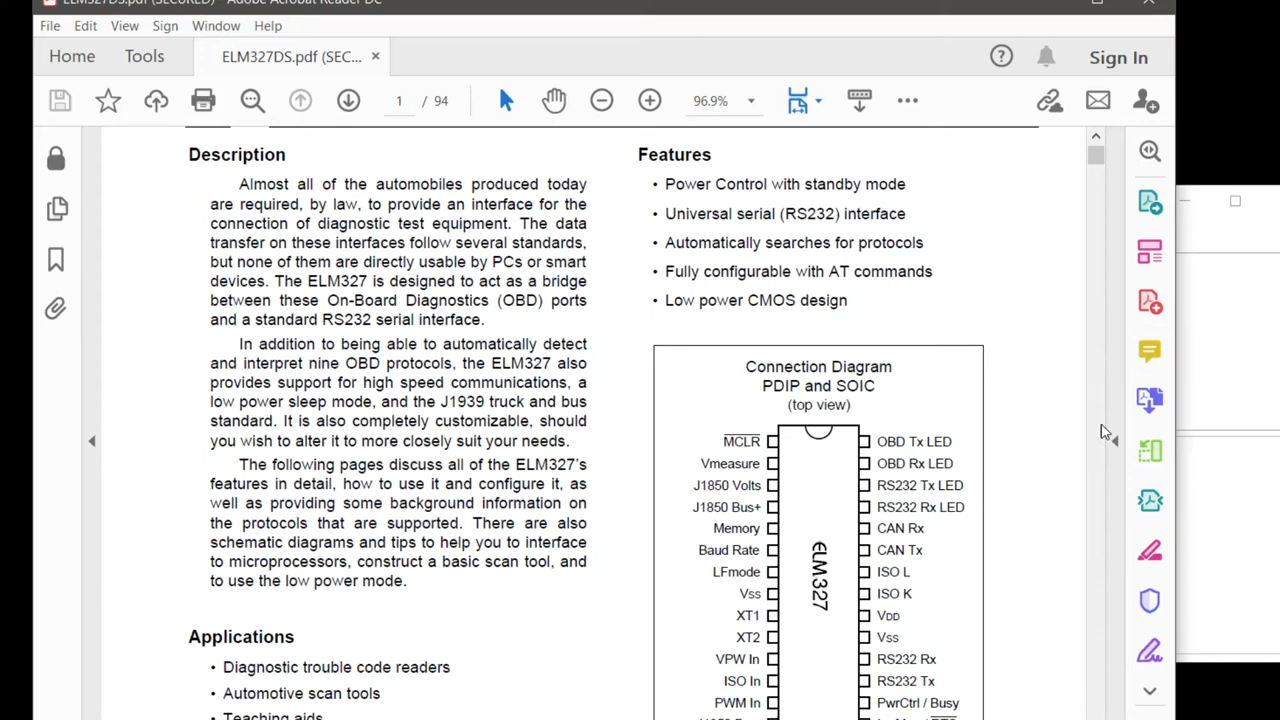 ELM327DS.pdf (SECURED) - Adobe Acrobat Reader DC
File Edit View Sign Window Help
Home Tools ELM327DS.pdf (SEC... × Sign In
1 / 94 96.9%
Description
Almost all of the automobiles produced today
are required, by law, to provide an interface for the
connection of diagnostic test equipment. The data
transfer on these interfaces follow several standards,
but none of them are directly usable by PCs or smart
devices. The ELM327 is designed to act as a bridge
between these On-Board Diagnostics (OBD) ports
and a standard RS232 serial interface.
In addition to being able to automatically detect
and interpret nine OBD protocols, the ELM327 also
provides support for high speed communications, a
low power sleep mode, and the J1939 truck and bus
standard. It is also completely customizable, should
you wish to alter it to more closely suit your needs.
The following pages discuss all of the ELM327's
features in detail, how to use it and configure it, as
well as providing some background information on
the protocols that are supported. There are also
schematic diagrams and tips to help you to interface
to microprocessors, construct a basic scan tool, and
to use the low power mode.
Applications
• Diagnostic trouble code readers
• Automotive scan tools
• Teaching aids
Features
• Power Control with standby mode
• Universal serial (RS232) interface
• Automatically searches for protocols
• Fully configurable with AT commands
• Low power CMOS design
Connection Diagram
PDIP and SOIC
(top view)
MCLR OBD Tx LED
Vmeasure OBD Rx LED
J1850 Volts RS232 Tx LED
J1850 Bus+ RS232 Rx LED
Memory CAN Rx
Baud Rate CAN Tx
LFmode ISO L
Vss ISO K
XT1 VDD
XT2 Vss
VPW In RS232 Rx
ISO In RS232 Tx
PWM In PwrCtrl / Busy
ELM327